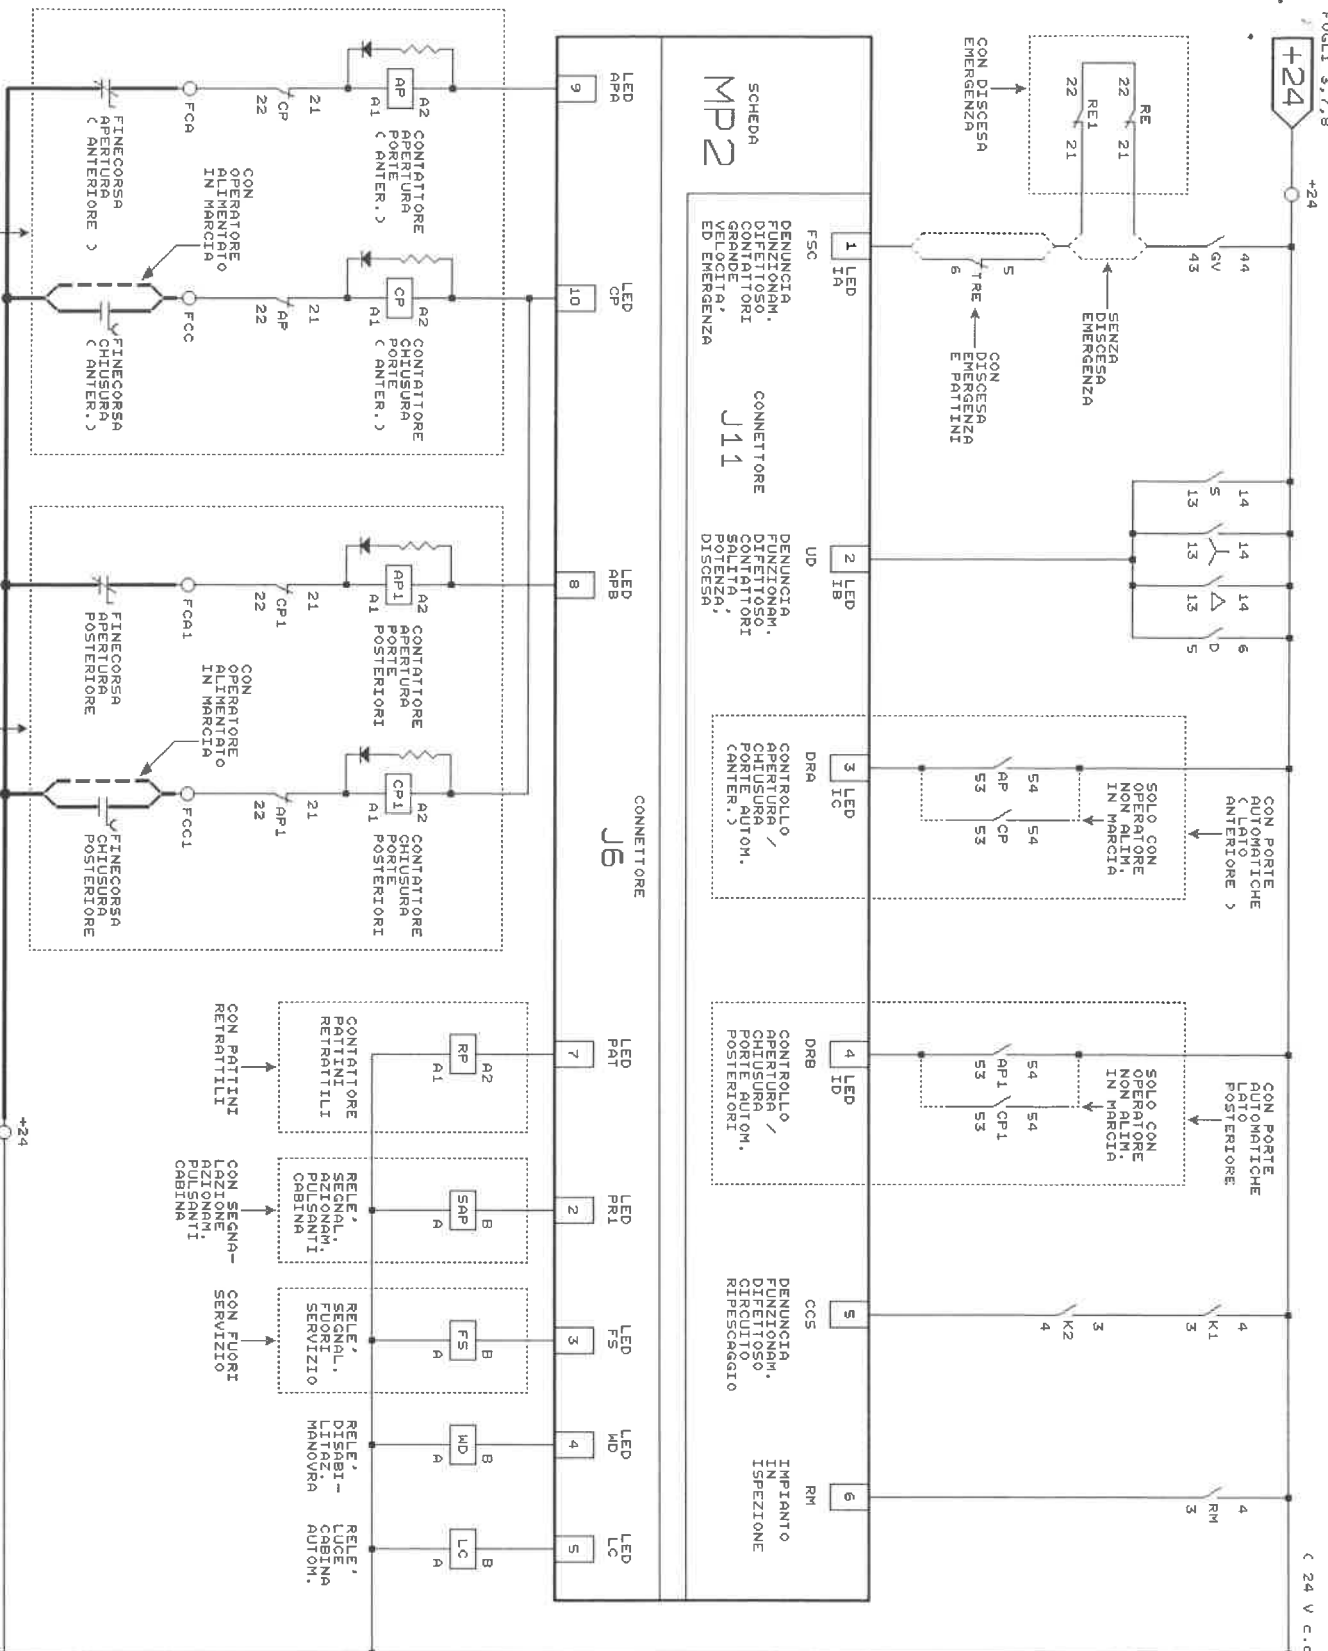 FOGLI 6,7,8
+24
+24
( 24 V c.c
44
GV
43
RE
22 21
RE1
22 21
CON DISCESA
EMERGENZA
SENZA
DISCESA
EMERGENZA
5
TRE
6
CON
DISCESA
EMERGENZA
E PATTINI
14
S
13
14
13
14
△
13
6
D
5
CON PORTE
AUTOMATICHE
( LATO
ANTERIORE )
SOLO CON
OPERATORE
NON ALIM.
IN MARCIA
54
AP
53
54
CP
53
CON PORTE
AUTOMATICHE
LATO
POSTERIORE
SOLO CON
OPERATORE
NON ALIM.
IN MARCIA
54
AP1
53
54
CP1
53
4
K1
3
3
K2
4
4
RM
3
1
LED
IA
FSC
DENUNCIA
FUNZIONAM.
DIFETTOSO
CONTATTORI
GRANDE
VELOCITA'
ED EMERGENZA
2
LED
IB
UD
DENUNCIA
FUNZIONAM.
DIFETTOSO
CONTATTORI
SALITA,
POTENZA,
DISCESA
3
LED
IC
DRA
CONTROLLO
APERTURA /
CHIUSURA
PORTE AUTOM.
(ANTER.)
4
LED
ID
DRB
CONTROLLO
APERTURA /
CHIUSURA
PORTE AUTOM.
POSTERIORI
5
CCS
DENUNCIA
FUNZIONAM.
DIFETTOSO
CIRCUITO
RIPESCAGGIO
6
RM
IMPIANTO
IN
ISPEZIONE
SCHEDA
MP2
CONNETTORE
J11
CONNETTORE
J6
LED
APA
9
LED
CP
10
LED
APB
8
LED
PAT
7
LED
PR1
2
LED
FS
3
LED
WD
4
LED
LC
5
A2
AP
A1
CONTATTORE
APERTURA
PORTE
( ANTER.)
21
CP
22
FCA
FINECORSA
APERTURA
( ANTERIORE )
A2
CP
A1
CONTATTORE
CHIUSURA
PORTE
( ANTER.)
21
AP
22
FCC
CON
OPERATORE
ALIMENTATO
IN MARCIA
FINECORSA
CHIUSURA
( ANTER.)
A2
AP1
A1
CONTATTORE
APERTURA
PORTE
POSTERIORI
21
CP1
22
FCA1
FINECORSA
APERTURA
POSTERIORE
A2
CP1
A1
CONTATTORE
CHIUSURA
PORTE
POSTERIORI
21
AP1
22
FCC1
CON
OPERATORE
ALIMENTATO
IN MARCIA
FINECORSA
CHIUSURA
POSTERIORE
A2
RP
A1
CONTATTORE
PATTINI
RETRATTILI
CON PATTINI
RETRATTILI
B
SAP
A
RELE'
SEGNAL.
AZIONAM.
PULSANTI
CABINA
CON SEGNA-
LAZIONE
AZIONAM.
PULSANTI
CABINA
B
FS
A
RELE'
SEGNAL.
FUORI
SERVIZIO
CON FUORI
SERVIZIO
B
WD
A
RELE'
DISABI-
LITAZ.
MANOVRA
B
LC
A
RELE'
LUCE
CABINA
AUTOM.
+24